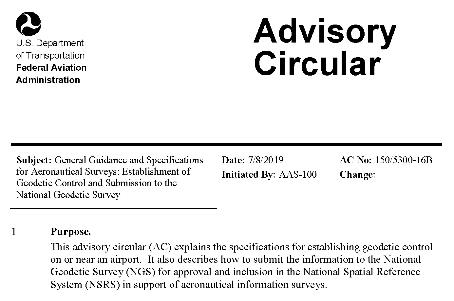 U.S. Department
of Transportation
Federal Aviation
Administration
Advisory
Circular
Subject: General Guidance and Specifications
for Aeronautical Surveys: Establishment of
Geodetic Control and Submission to the
National Geodetic Survey
Date: 7/8/2019
Initiated By: AAS-100
AC No: 150/5300-16B
Change:
1 Purpose.
This advisory circular (AC) explains the specifications for establishing geodetic control
on or near an airport. It also describes how to submit the information to the National
Geodetic Survey (NGS) for approval and inclusion in the National Spatial Reference
System (NSRS) in support of aeronautical information surveys.